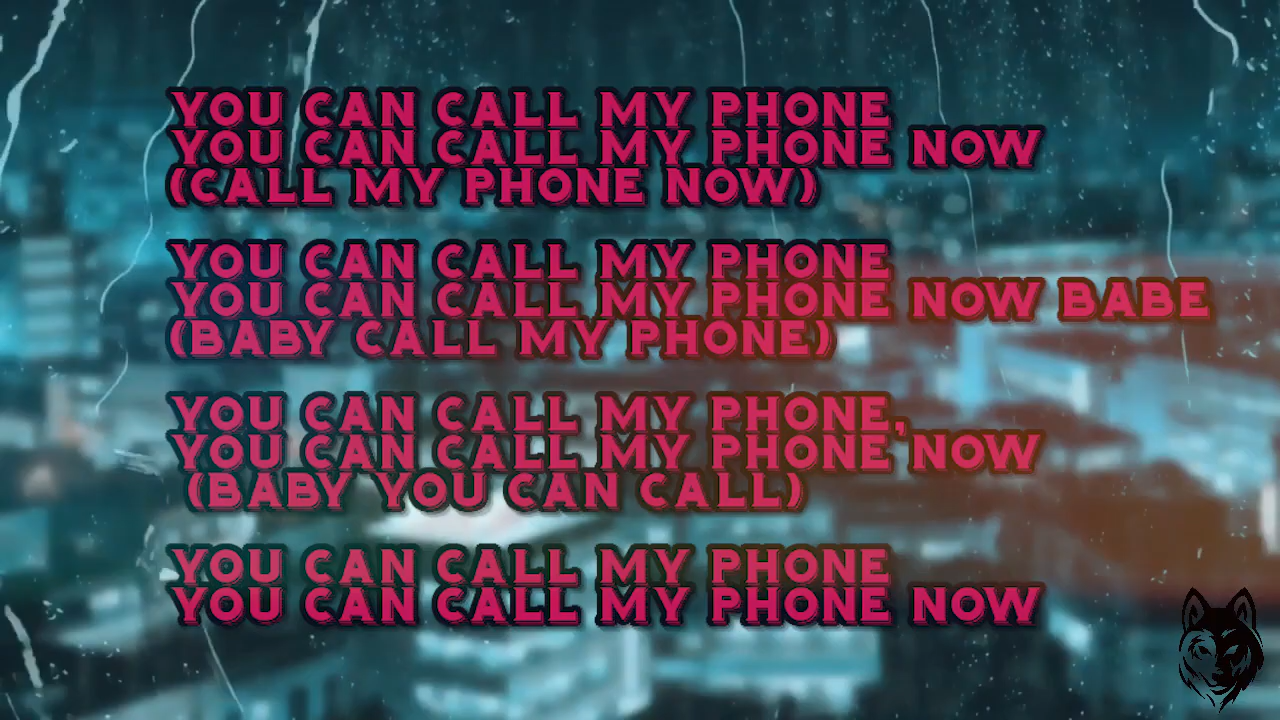 YOU CAN CALL MY PHONE
YOU CAN CALL MY PHONE NOW
(CALL MY PHONE NOW)
YOU CAN CALL MY PHONE
YOU CAN CALL MY PHONE NOW BABE
(BABY CALL MY PHONE)
YOU CAN CALL MY PHONE,
YOU CAN CALL MY PHONE NOW
(BABY YOU CAN CALL)
YOU CAN CALL MY PHONE
YOU CAN CALL MY PHONE NOW